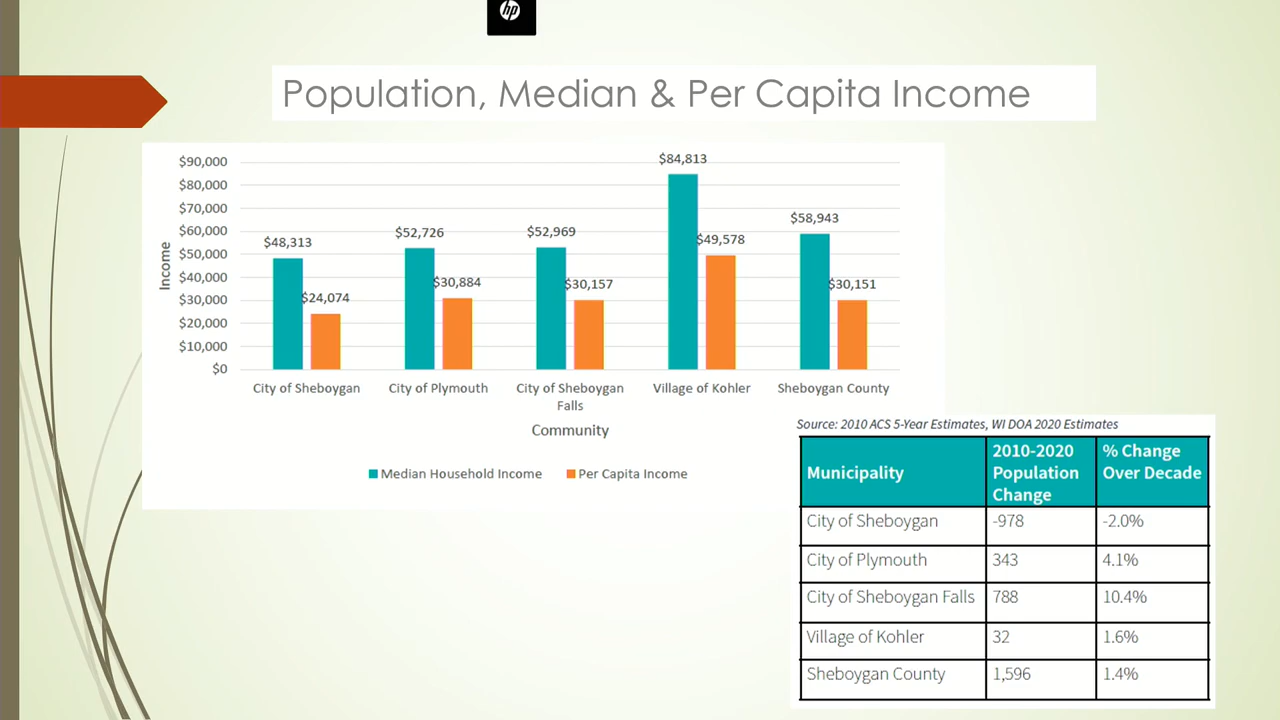 hp
Population, Median & Per Capita Income
$90,000
$80,000
$70,000
$60,000
$50,000
$40,000
$30,000
$20,000
$10,000
$0
Income
$48,313
$24,074
$52,726
$30,884
$52,969
$30,157
$84,813
$49,578
$58,943
$30,151
City of Sheboygan
City of Plymouth
City of Sheboygan
Falls
Village of Kohler
Sheboygan County
Community
Median Household Income
Per Capita Income
Source: 2010 ACS 5-Year Estimates, WI DOA 2020 Estimates
Municipality
2010-2020
Population
Change
% Change
Over Decade
City of Sheboygan
-978
-2.0%
City of Plymouth
343
4.1%
City of Sheboygan Falls
788
10.4%
Village of Kohler
32
1.6%
Sheboygan County
1,596
1.4%